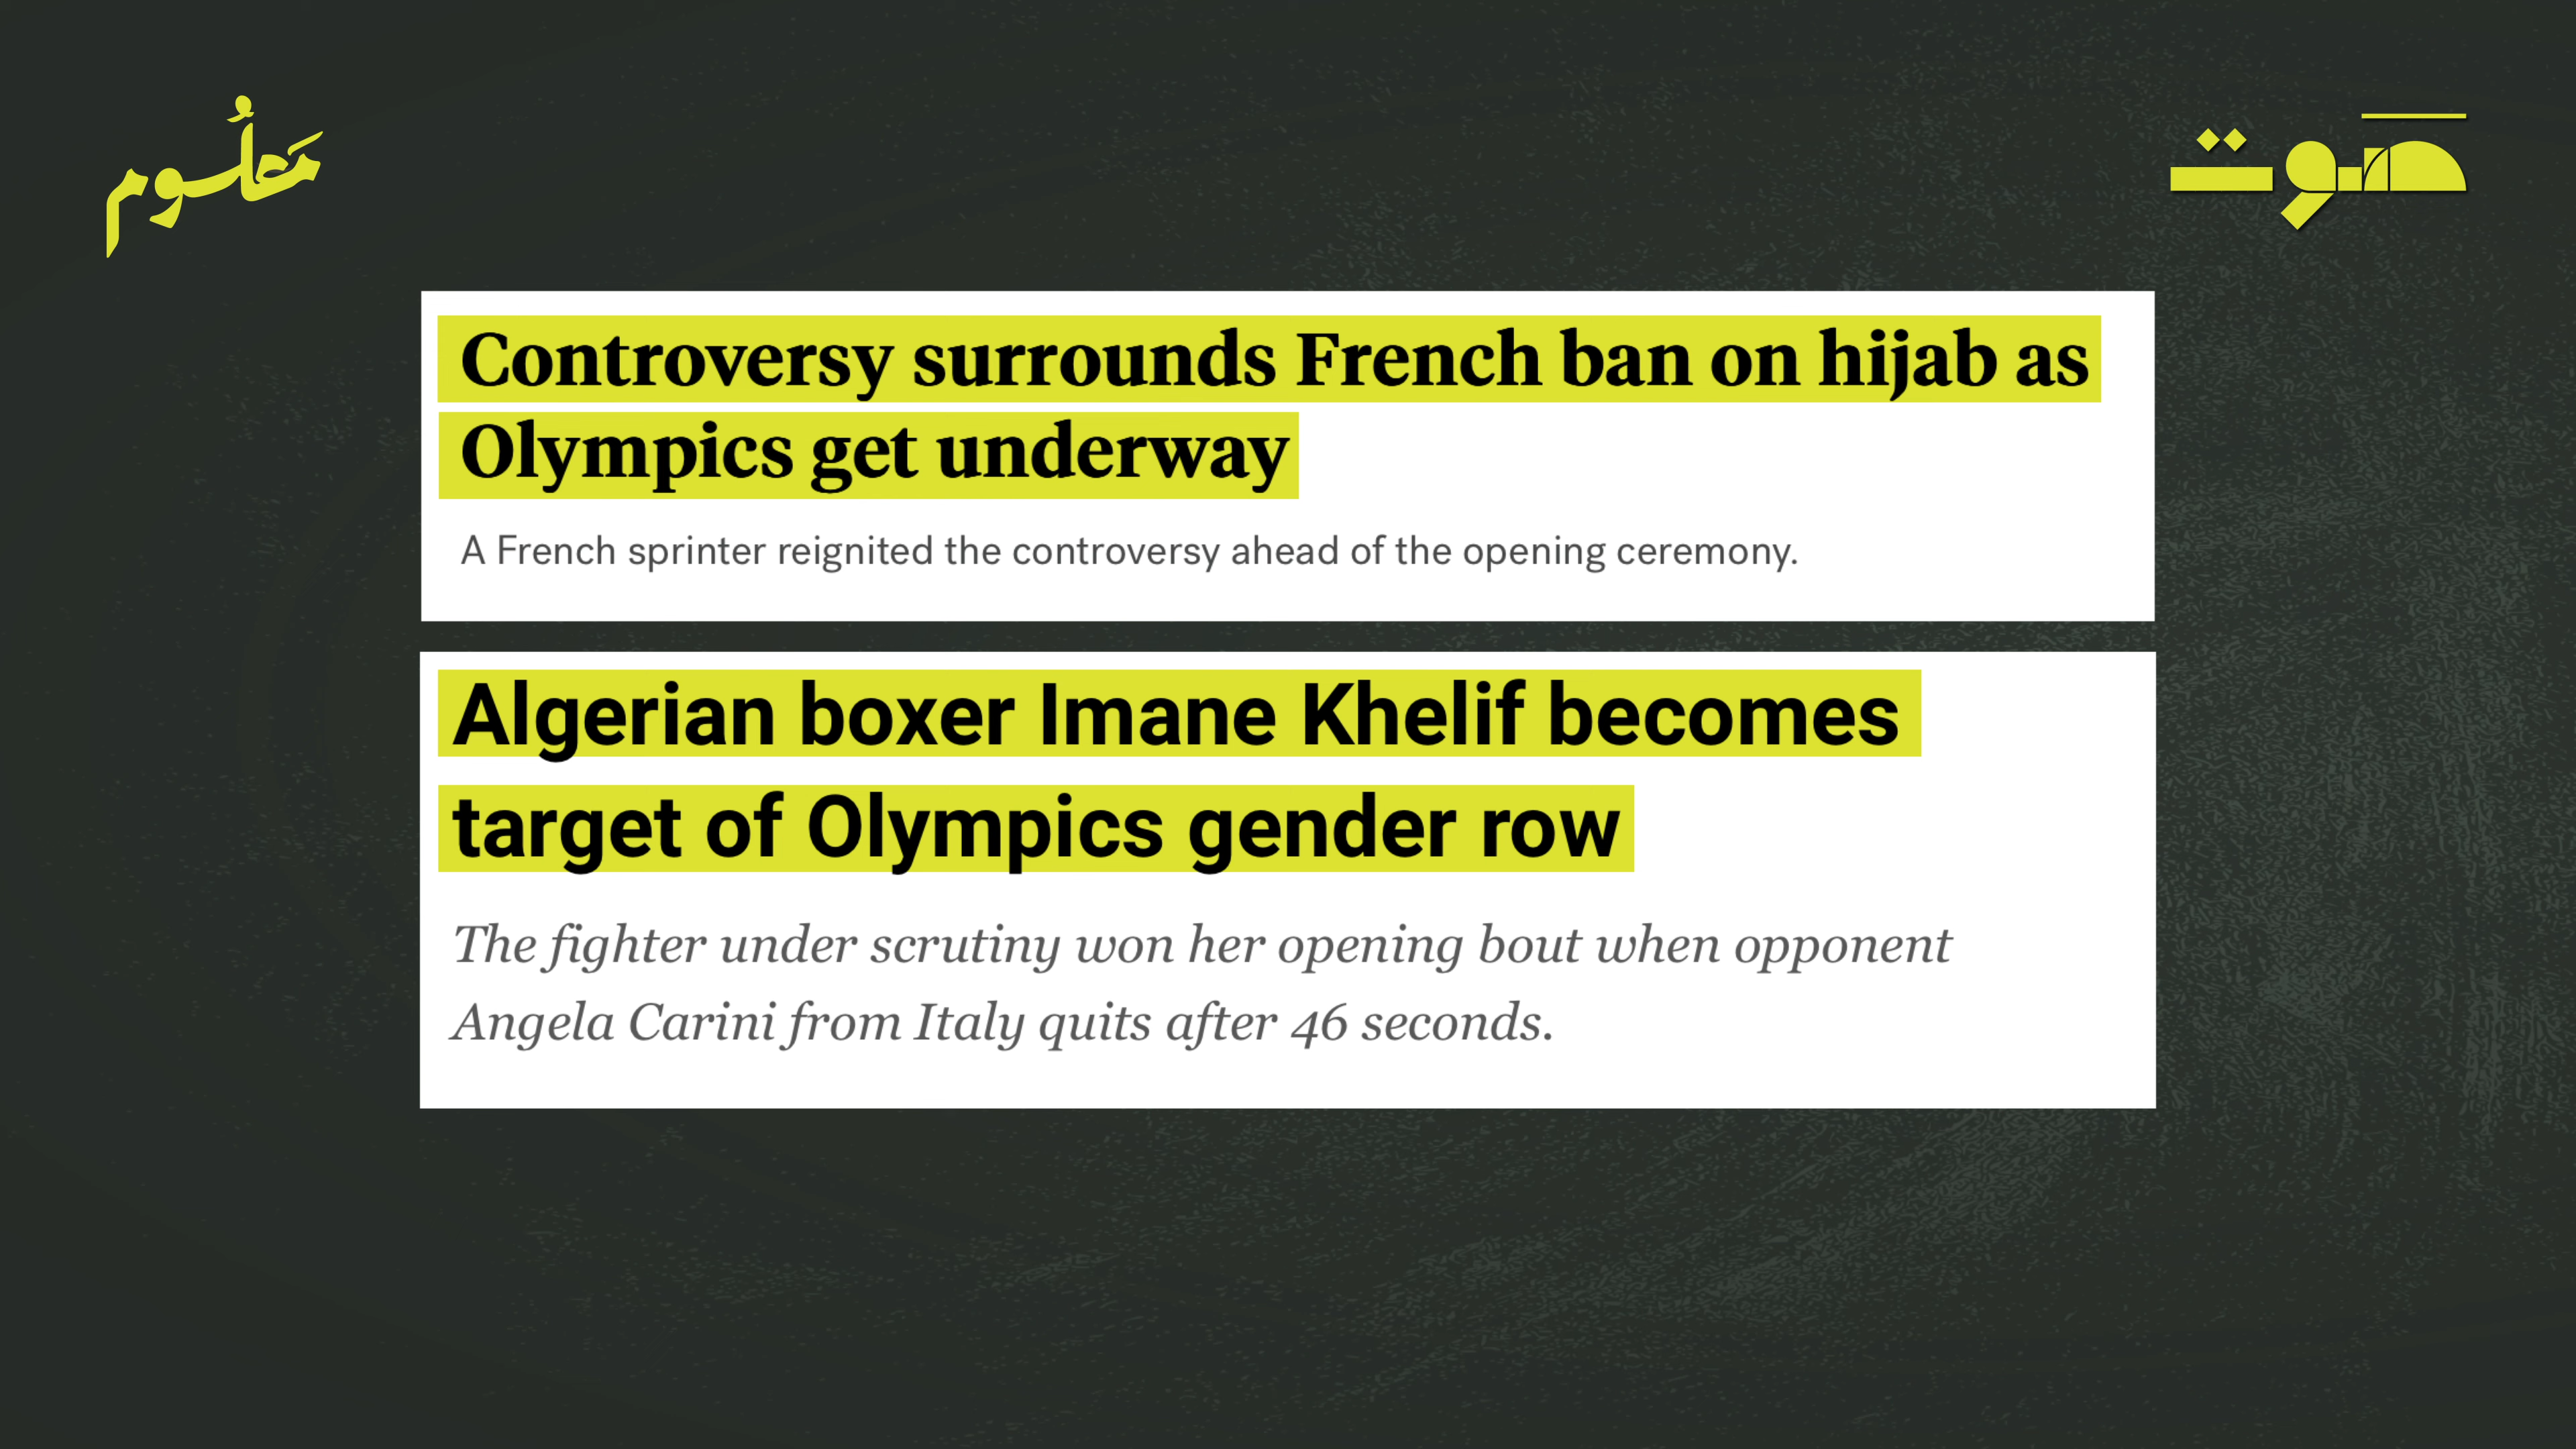 مَعلُوم
صوت
Controversy surrounds French ban on hijab as
Olympics get underway
A French sprinter reignited the controversy ahead of the opening ceremony.
Algerian boxer Imane Khelif becomes
target of Olympics gender row
The fighter under scrutiny won her opening bout when opponent
Angela Carini from Italy quits after 46 seconds.